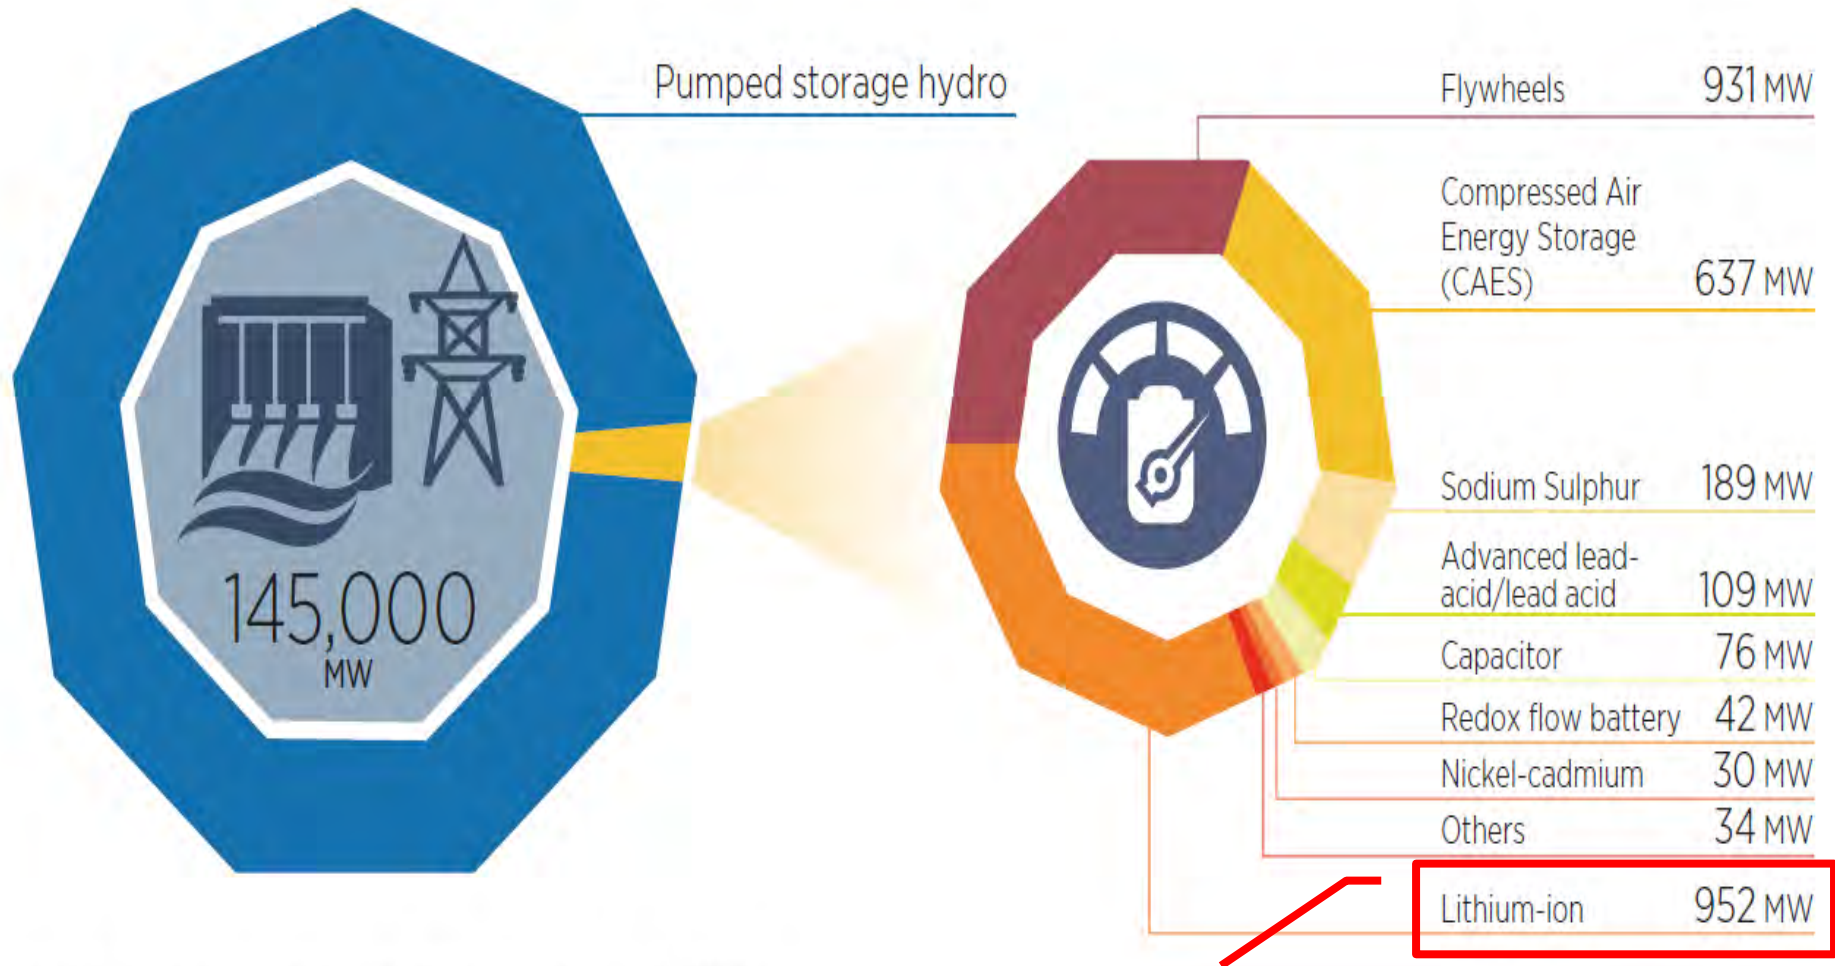 Pumped storage hydro
145,000
MW
Flywheels 931 MW
Compressed Air
Energy Storage
(CAES) 637 MW
Sodium Sulphur 189 MW
Advanced lead-
acid/lead acid 109 MW
Capacitor 76 MW
Redox flow battery 42 MW
Nickel-cadmium 30 MW
Others 34 MW
Lithium-ion 952 MW